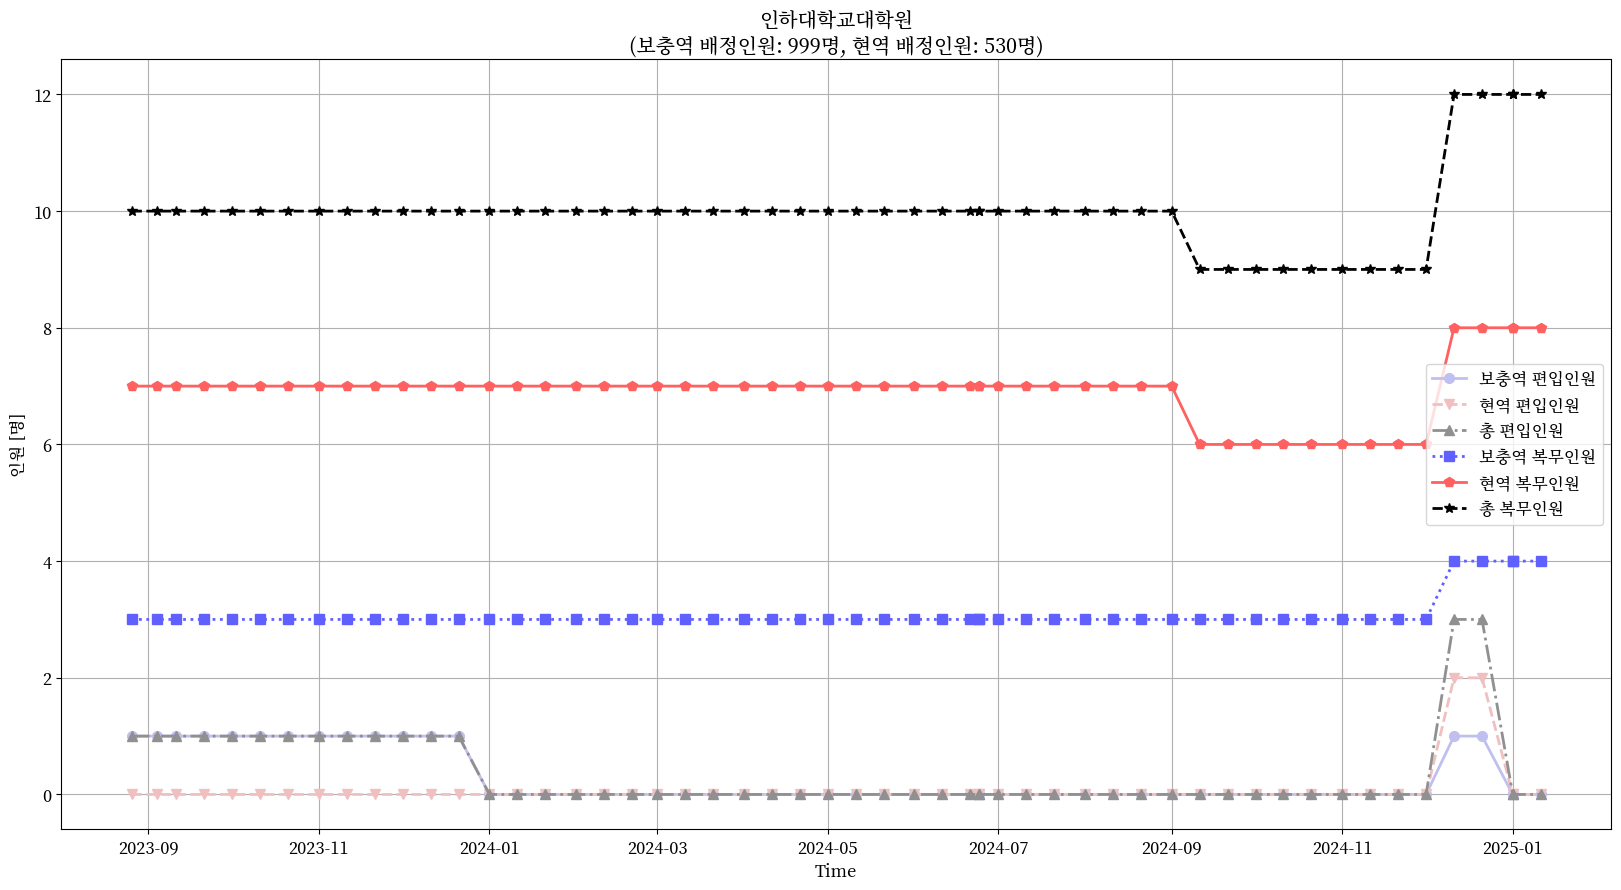 인하대학교대학원
(보충역 배정인원: 999명, 현역 배정인원: 530명)
인원 [명]
12
10
8
6
4
2
0
보충역 편입인원
현역 편입인원
총 편입인원
보충역 복무인원
현역 복무인원
총 복무인원
2023-09
2023-11
2024-01
2024-03
2024-05
2024-07
2024-09
2024-11
2025-01
Time